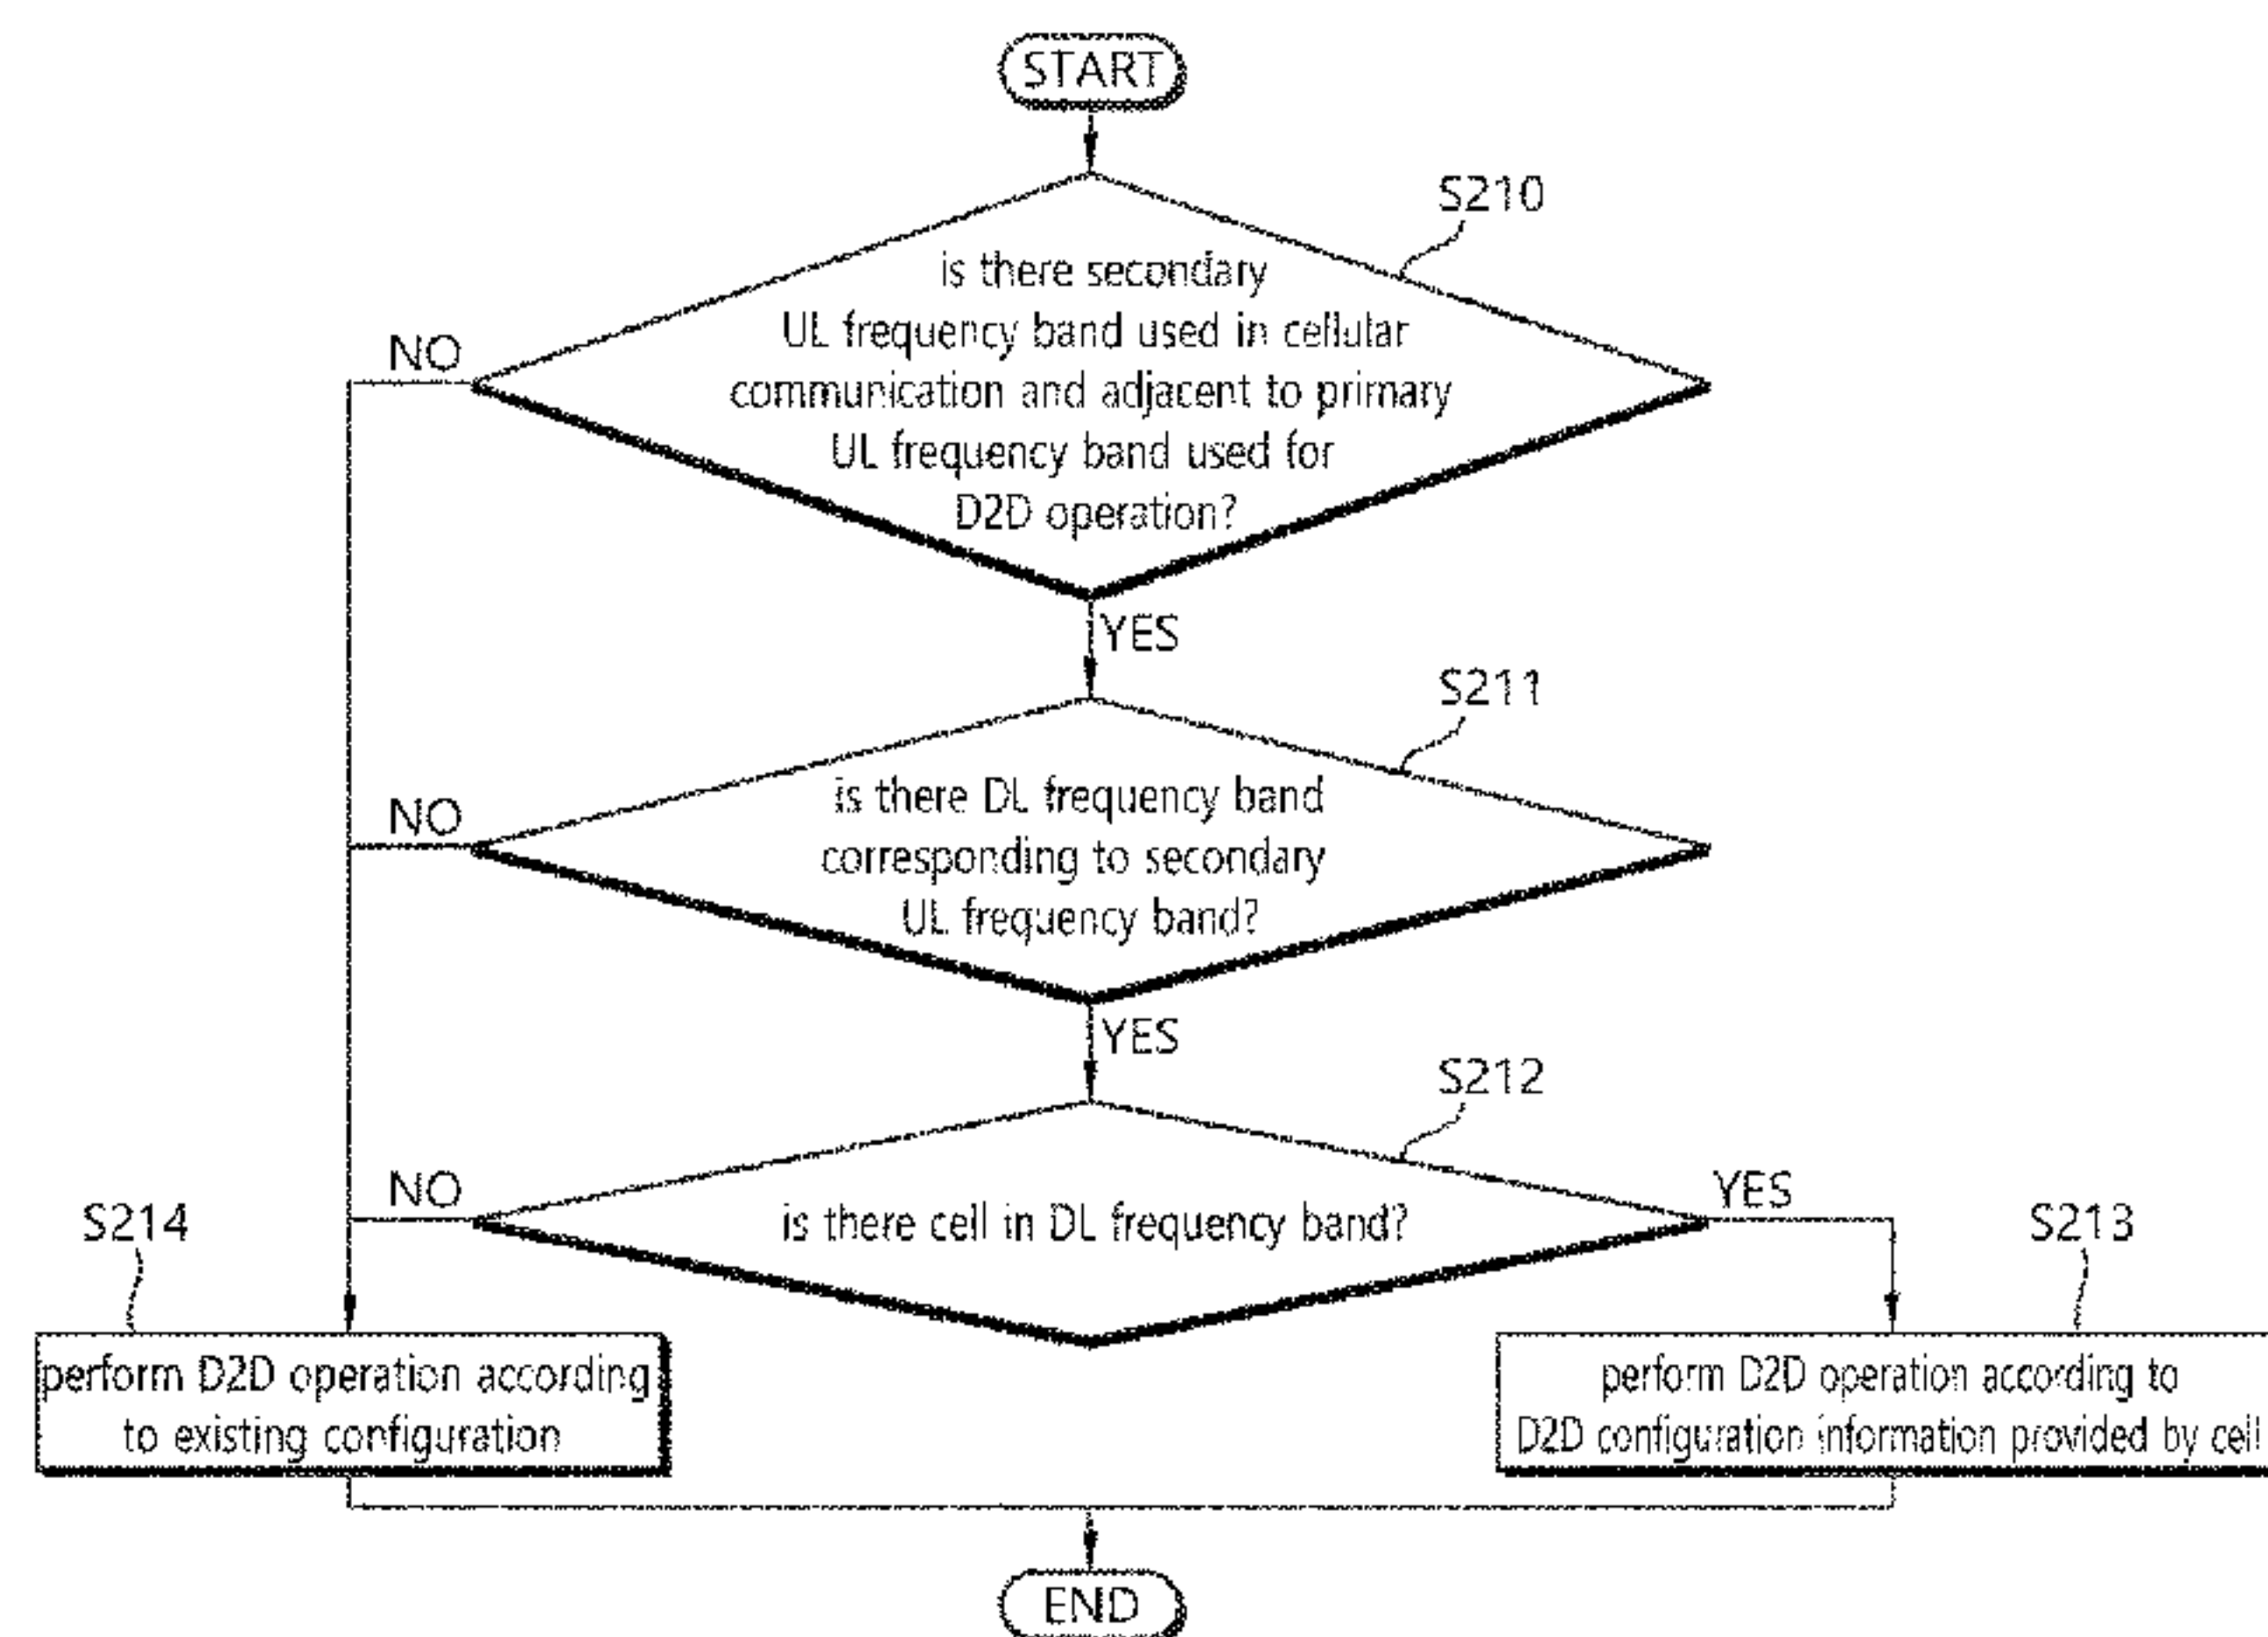 START
S210
is there secondary
UL frequency band used in cellular
communication and adjacent to primary
UL frequency band used for
D2D operation?
NO
YES
S211
is there DL frequency band
corresponding to secondary
UL frequency band?
NO
YES
S212
is there cell in DL frequency band?
NO
YES
S214
perform D2D operation according
to existing configuration
S213
perform D2D operation according to
D2D configuration information provided by cell
END